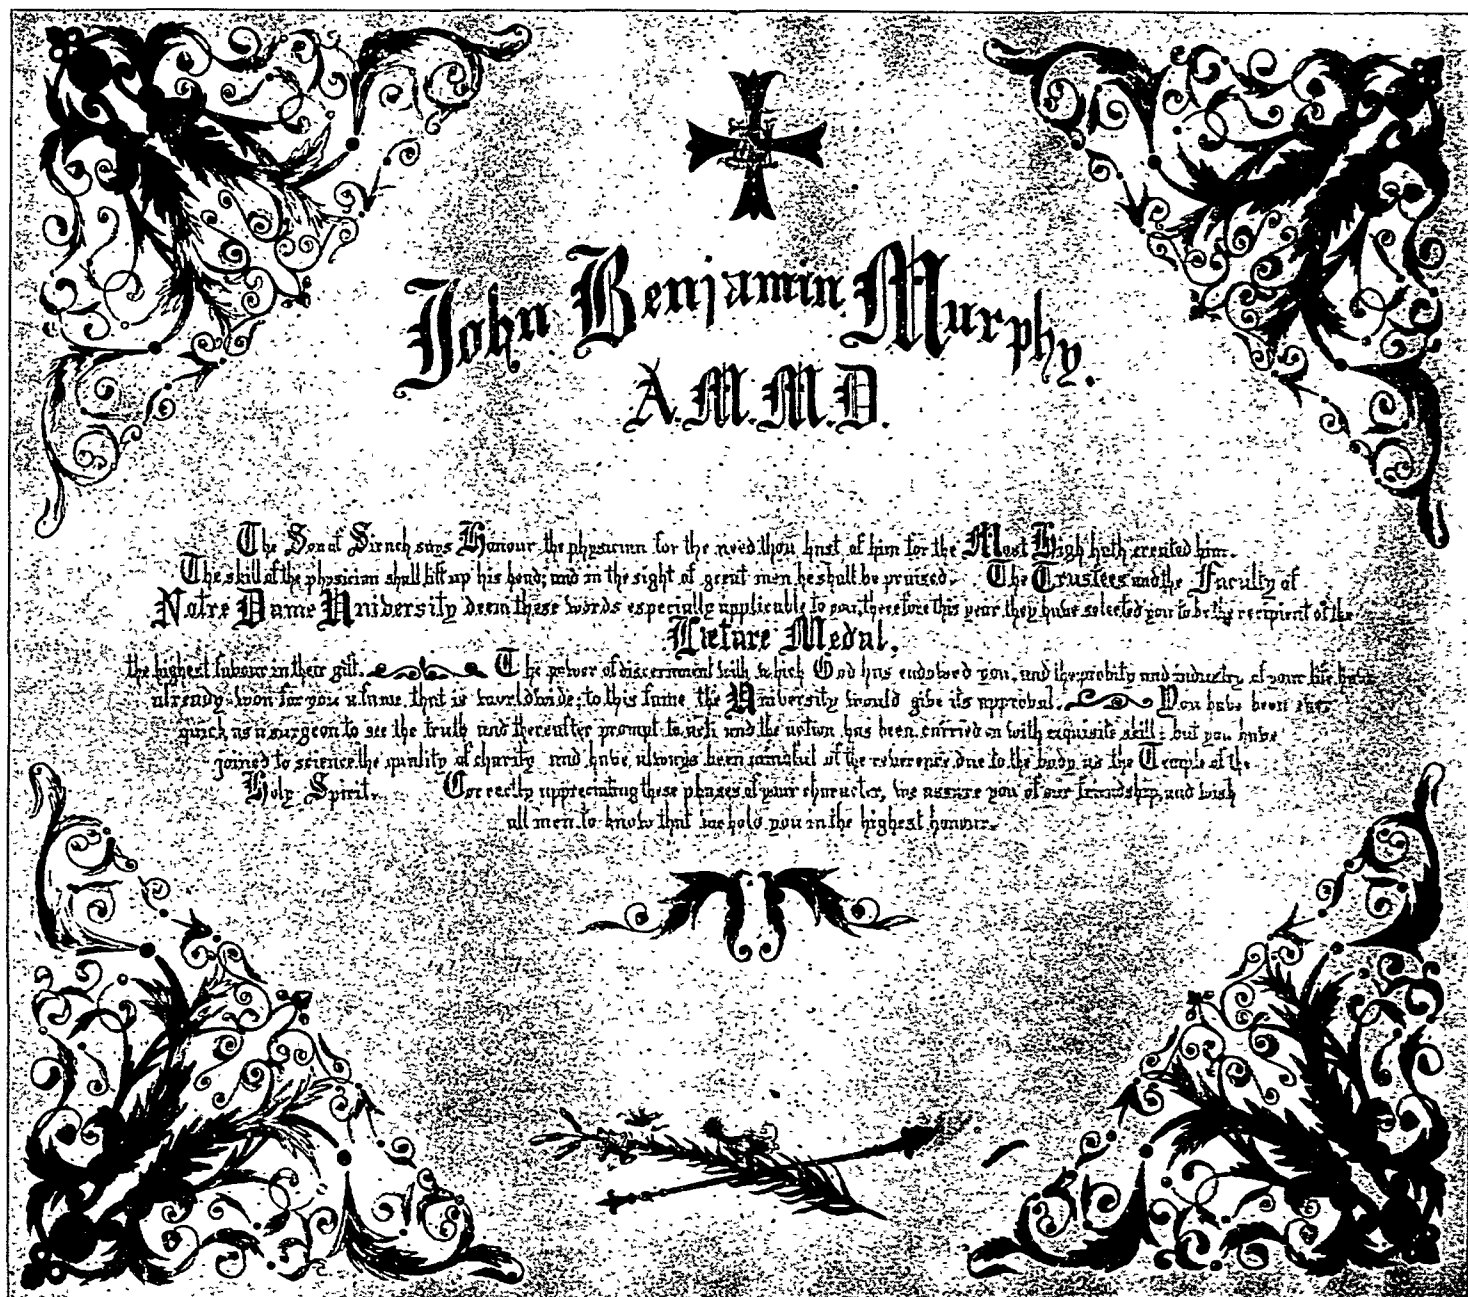 John Benjamin Murphy.
A.M.M.D.
The Son of Sirach says Honour the physician for the need thou hast of him for the Most High hath created him.
The skill of the physician shall lift up his head; and in the sight of great men he shall be praised. The Trustees and the Faculty of
Notre Dame University deem these words especially applicable to you, therefore this year they have selected you to be the recipient of the
Lætare Medal,
the highest favour in their gift. The power of discernment with which God has endowed you, and the probity and industry of your life have
already won for you a fame that is worldwide; to this fame the University would give its approval. You have been ever
quick as a surgeon to see the truth and thereafter prompt to act; and the action has been carried on with exquisite skill; but you have
joined to science the quality of charity and have always been mindful of the reverence due to the body as the Temple of the
Holy Spirit. Correctly appreciating these phases of your character, we assure you of our friendship and wish
all men to know that we hold you in the highest honour.